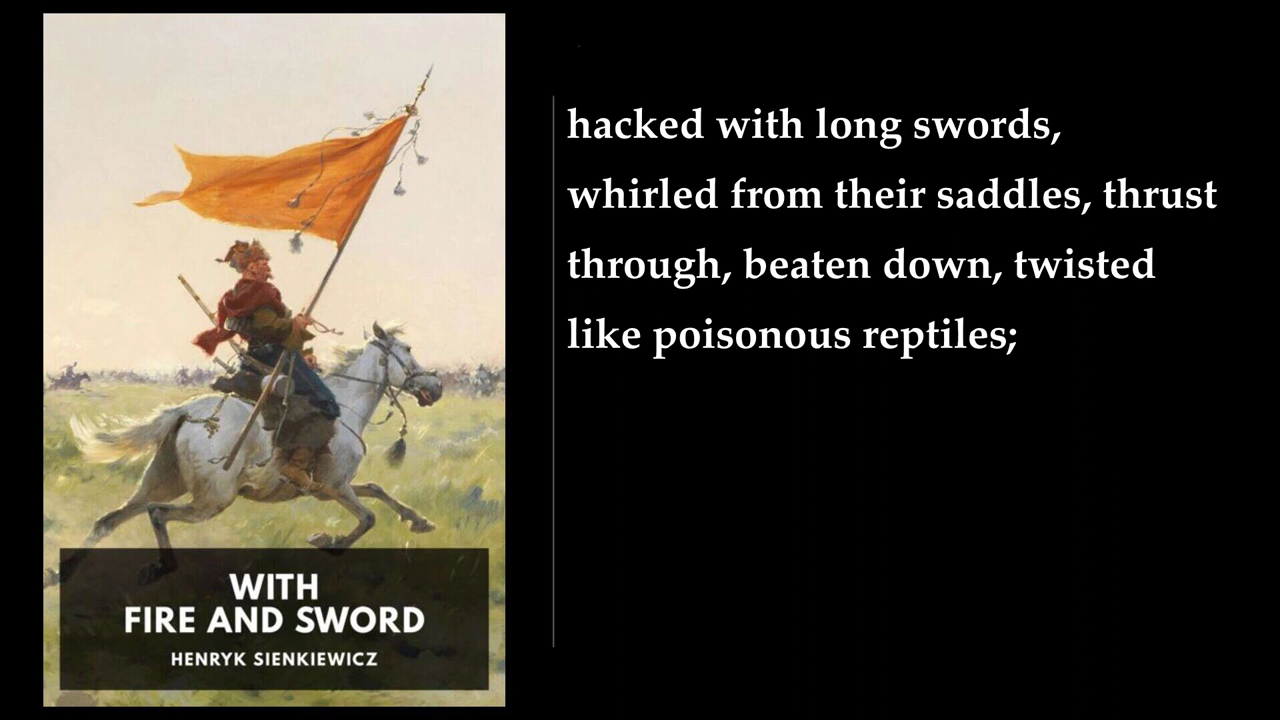 hacked with long swords,
whirled from their saddles, thrust
through, beaten down, twisted
like poisonous reptiles;
WITH
FIRE AND SWORD
HENRYK SIENKIEWICZ